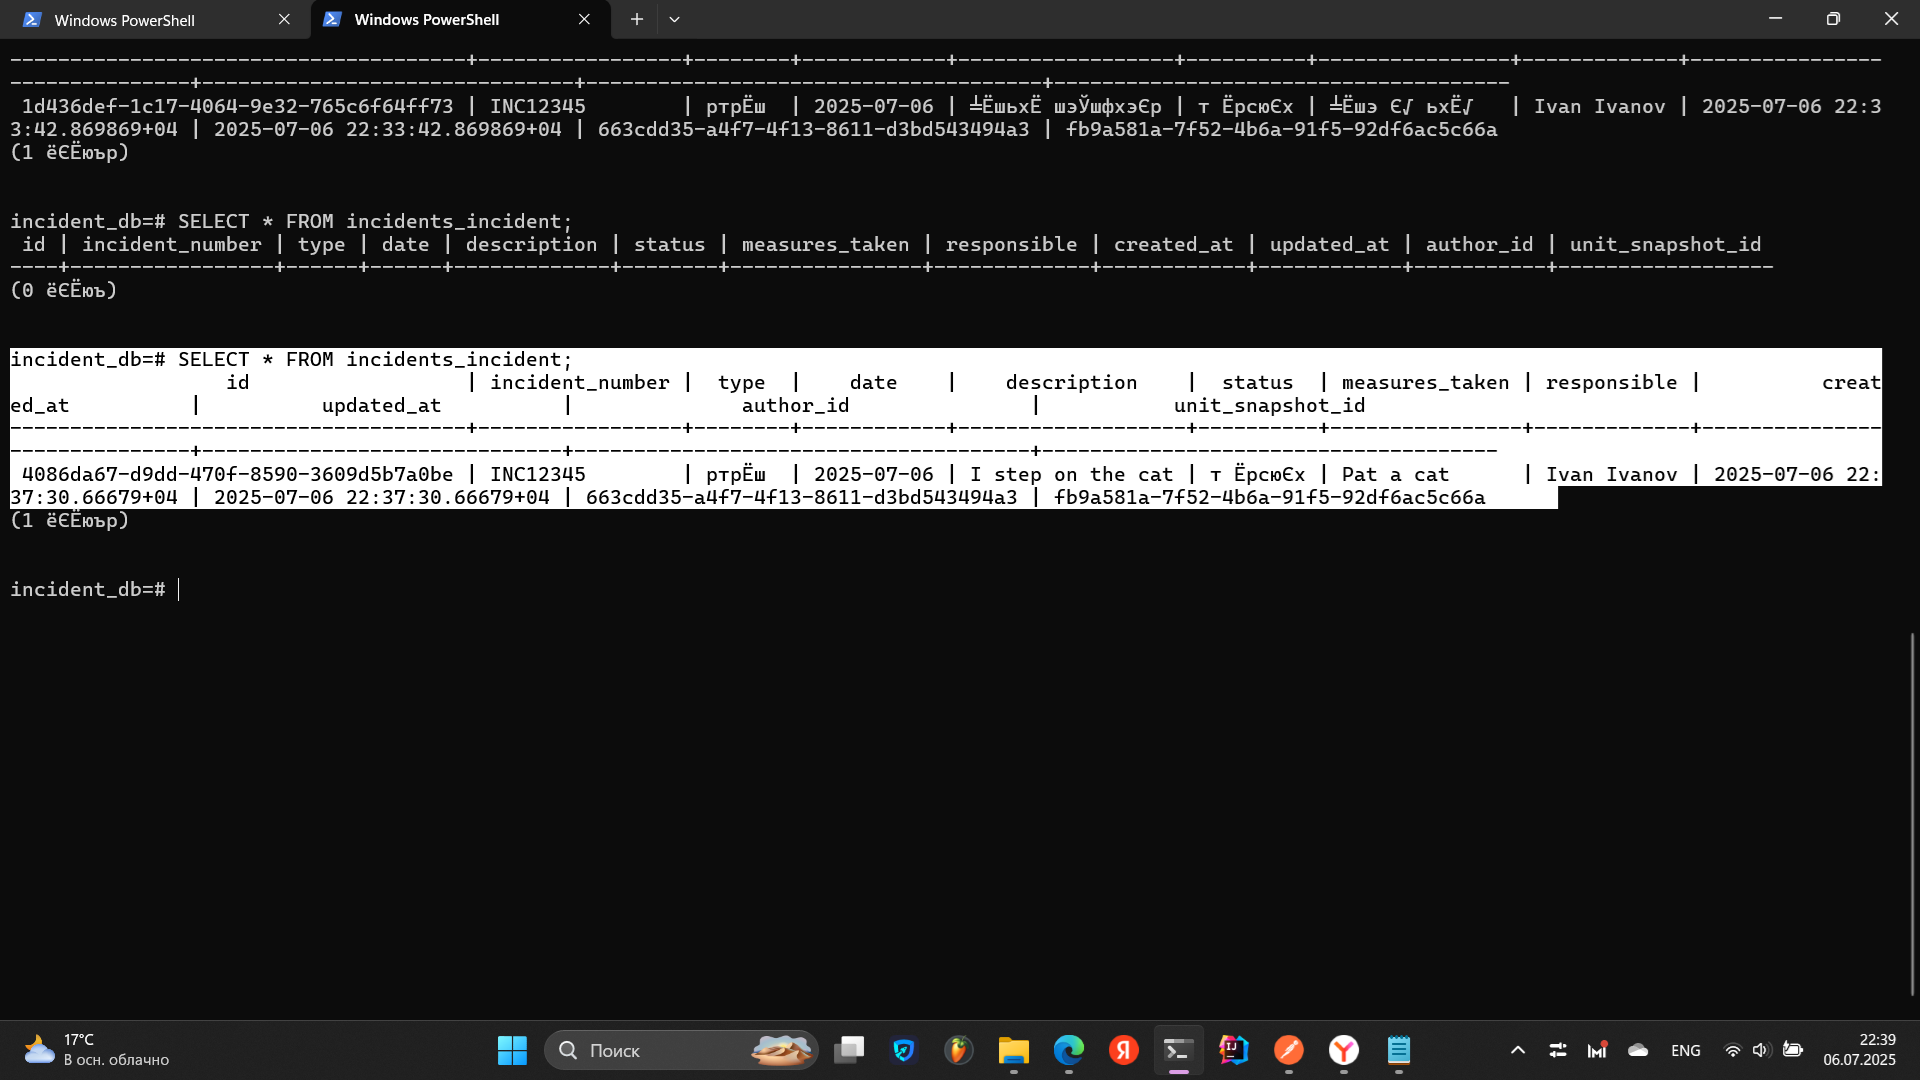 Windows PowerShell
Windows PowerShell
---------------------------------------+-----------------+---------+-------------+-------------------+-----------+-----------------+-------------+-----------------
----------------+--------------------------------+--------------------------------------+--------------------------------------
1d436def-1c17-4064-9e32-765c6f64ff73 | INC12345 | ртрЁш | 2025-07-06 | ╧ЁшьхЁ шэЎшфхэЄр | т ЁрсюЄх | ╧Ёшэ Є√ ьхЁ√ | Ivan Ivanov | 2025-07-06 22:3
3:42.869869+04 | 2025-07-06 22:33:42.869869+04 | 663cdd35-a4f7-4f13-8611-d3bd543494a3 | fb9a581a-7f52-4b6a-91f5-92df6ac5c66a
(1 ёЄЁюър)
incident_db=# SELECT * FROM incidents_incident;
id | incident_number | type | date | description | status | measures_taken | responsible | created_at | updated_at | author_id | unit_snapshot_id
----+-----------------+------+------+-------------+--------+----------------+-------------+------------+------------+-----------+------------------
(0 ёЄЁюъ)
incident_db=# SELECT * FROM incidents_incident;
id | incident_number | type | date | description | status | measures_taken | responsible | creat
ed_at | updated_at | author_id | unit_snapshot_id
--------------------------------------+-----------------+--------+------------+-------------------+----------+----------------+-------------+---------------
---------------+------------------------------+--------------------------------------+--------------------------------------
4086da67-d9dd-470f-8590-3609d5b7a0be | INC12345 | ртрЁш | 2025-07-06 | I step on the cat | т ЁрсюЄх | Pat a cat | Ivan Ivanov | 2025-07-06 22:
37:30.66679+04 | 2025-07-06 22:37:30.66679+04 | 663cdd35-a4f7-4f13-8611-d3bd543494a3 | fb9a581a-7f52-4b6a-91f5-92df6ac5c66a
(1 ёЄЁюър)
incident_db=#
17°C
В осн. облачно
Поиск
ENG
22:39
06.07.2025